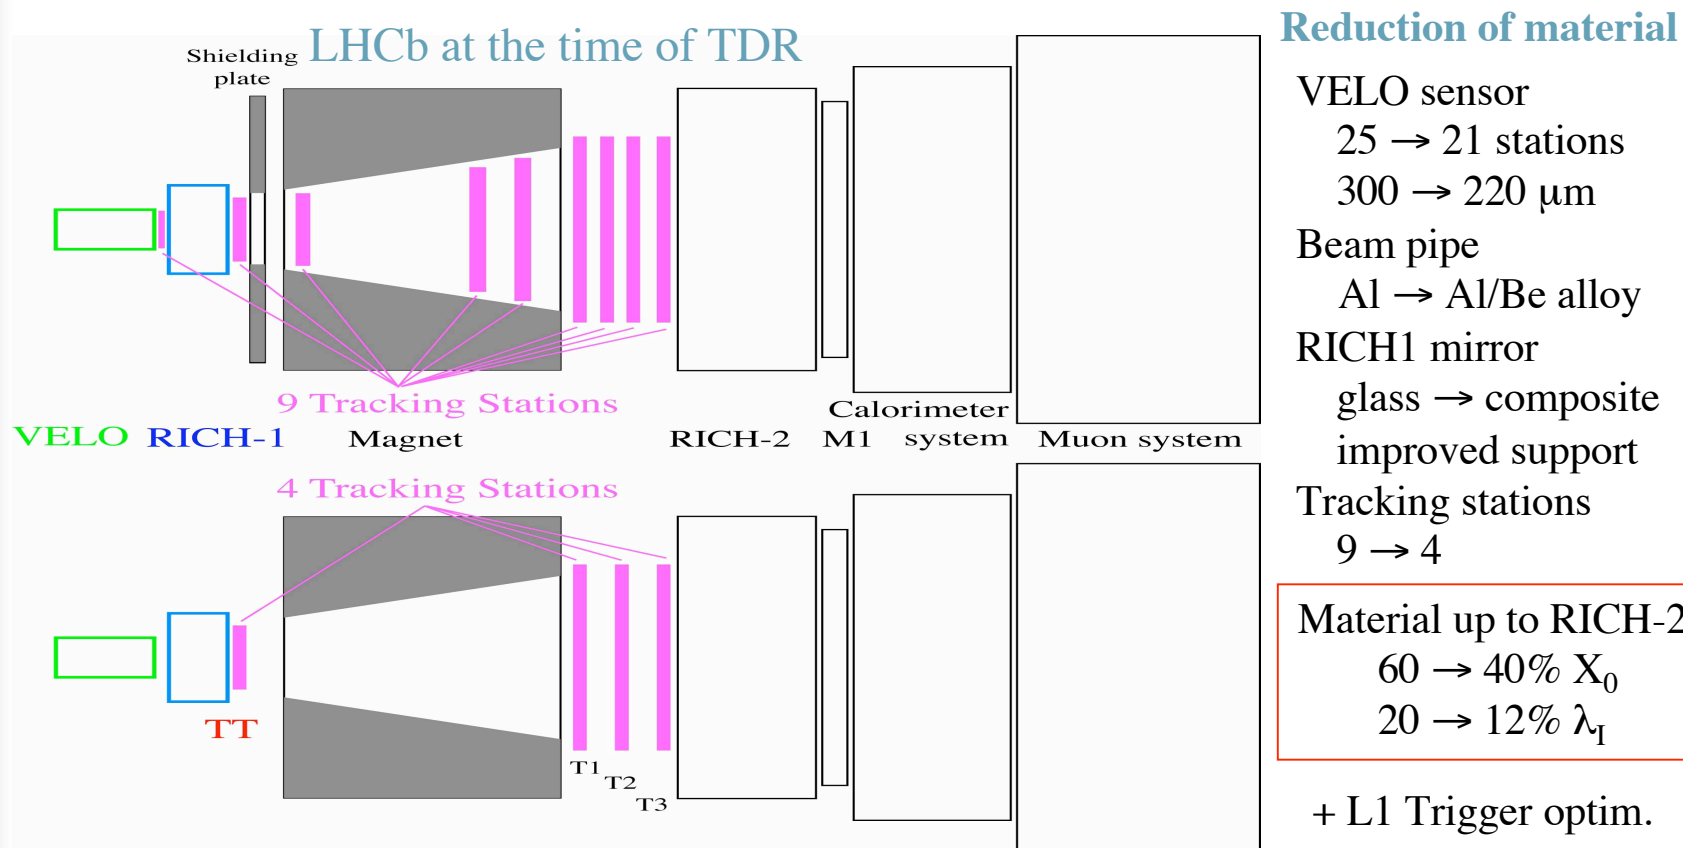 LHCb at the time of TDR
Shielding
plate
9 Tracking Stations
VELO RICH-1 Magnet RICH-2 M1 Calorimeter system Muon system
4 Tracking Stations
TT
T1
T2
T3
Reduction of material
VELO sensor
25 → 21 stations
300 → 220 μm
Beam pipe
Al → Al/Be alloy
RICH1 mirror
glass → composite
improved support
Tracking stations
9 → 4
Material up to RICH-2
60 → 40% X₀
20 → 12% λ_I
+ L1 Trigger optim.